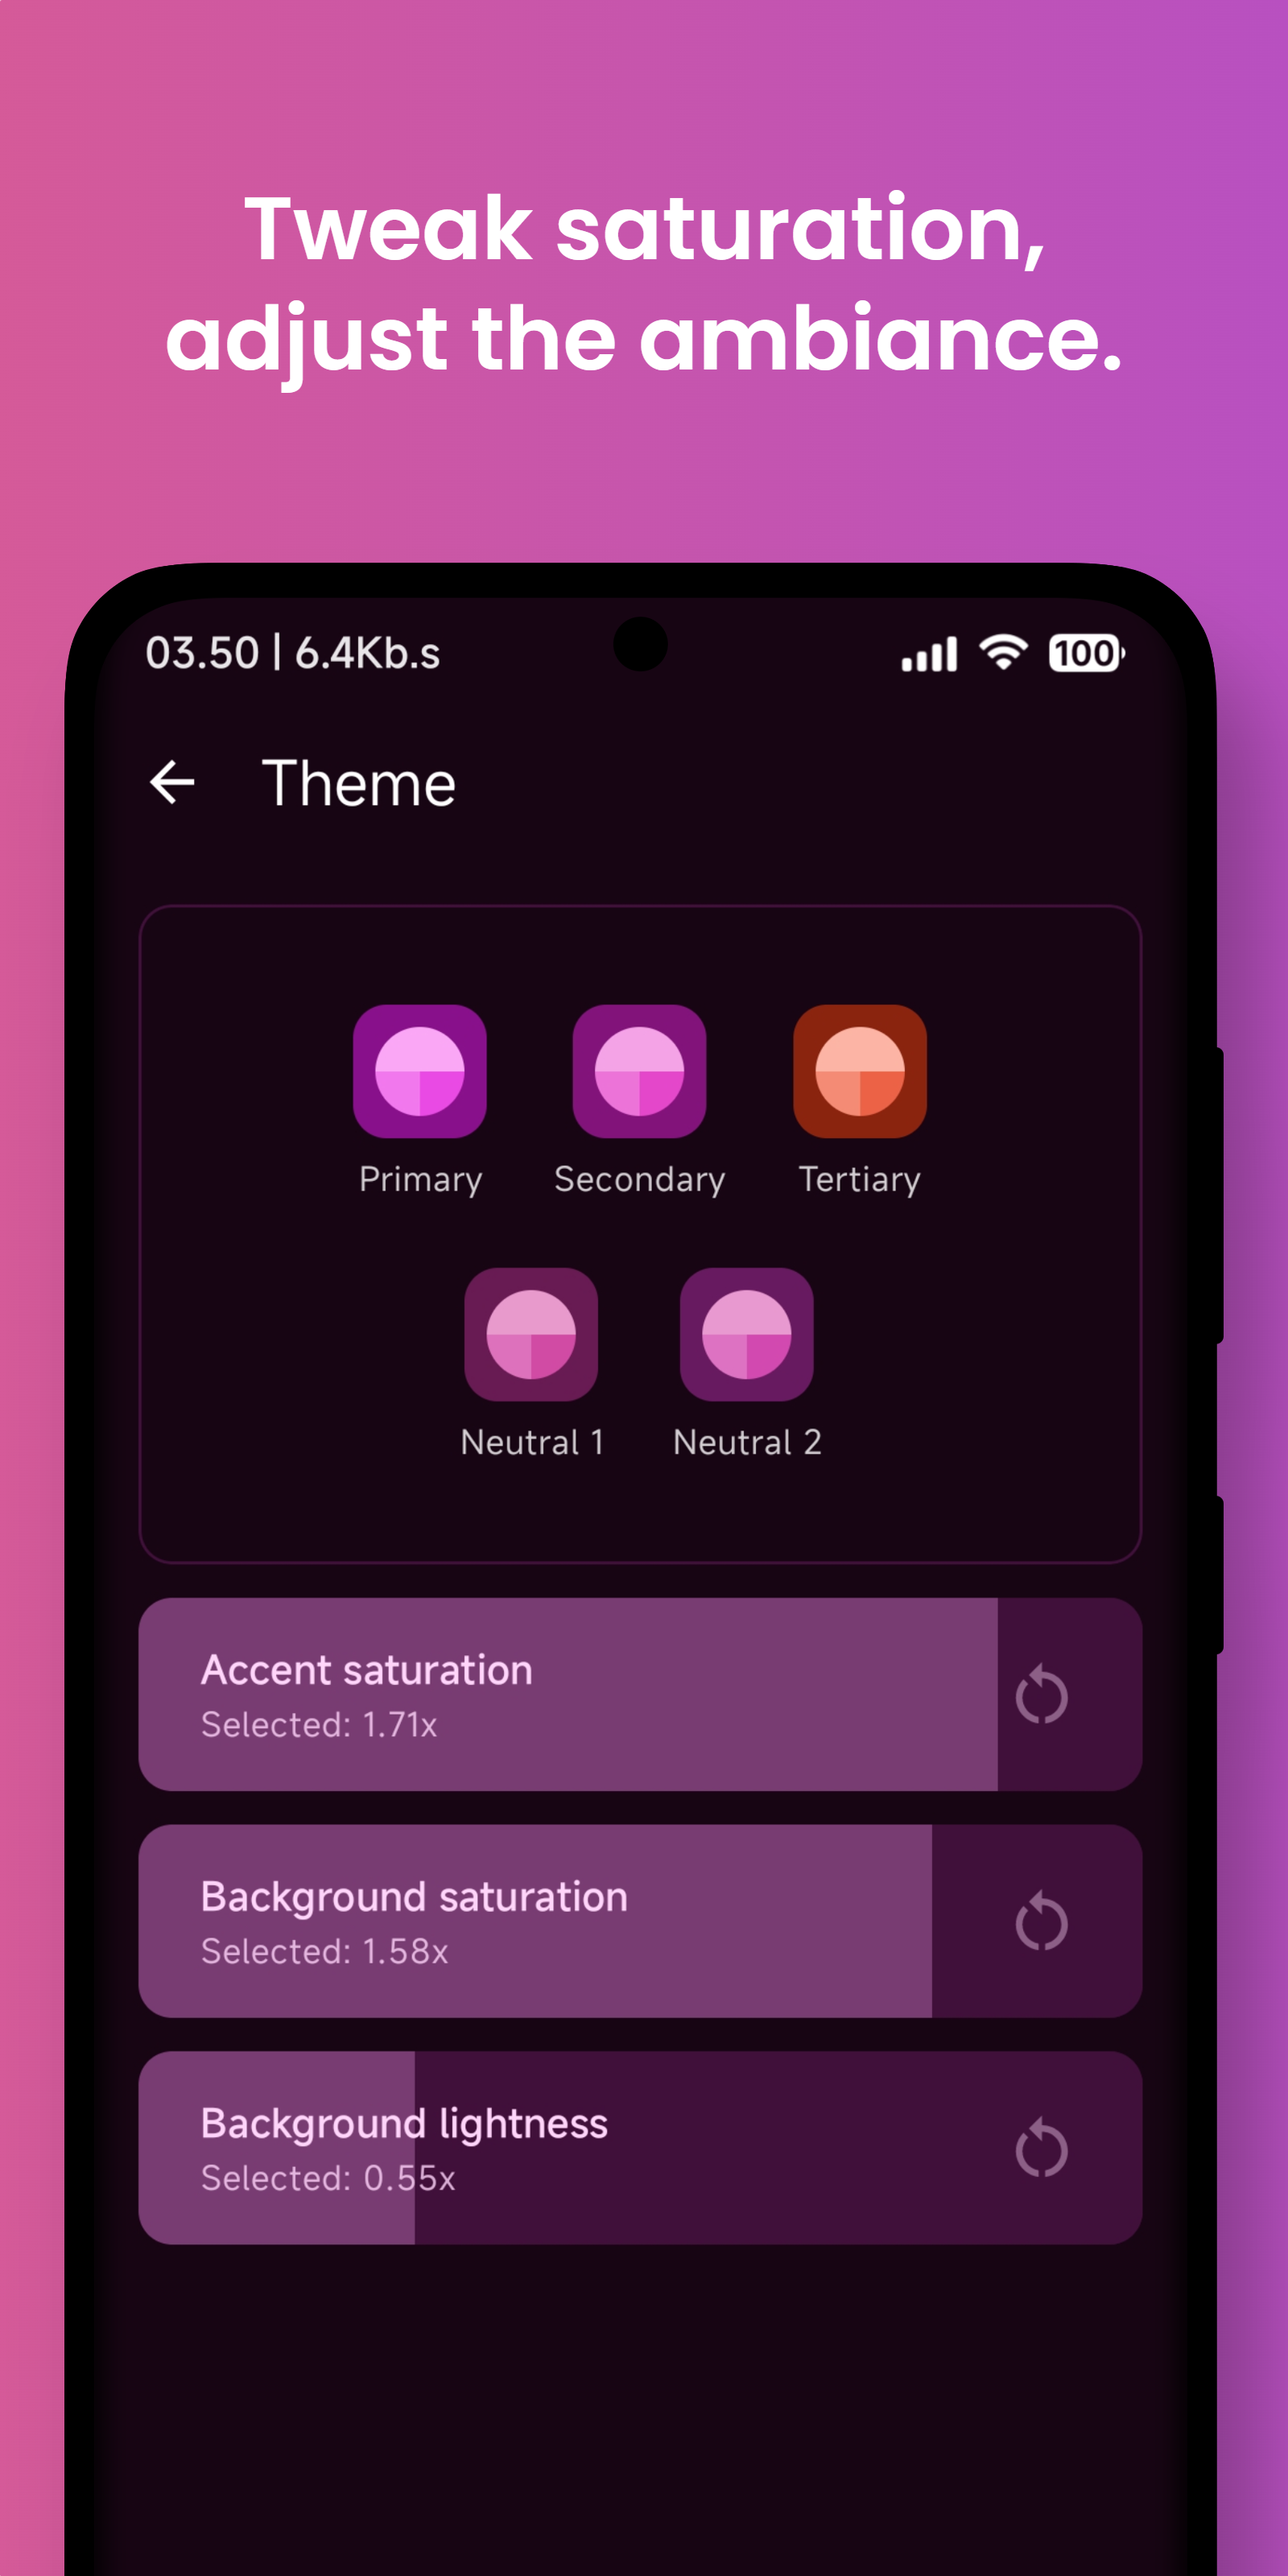 Tweak saturation,
adjust the ambiance.
03.50 | 6.4Kb.s
100
Theme
Primary
Secondary
Tertiary
Neutral 1
Neutral 2
Accent saturation
Selected: 1.71x
Background saturation
Selected: 1.58x
Background lightness
Selected: 0.55x